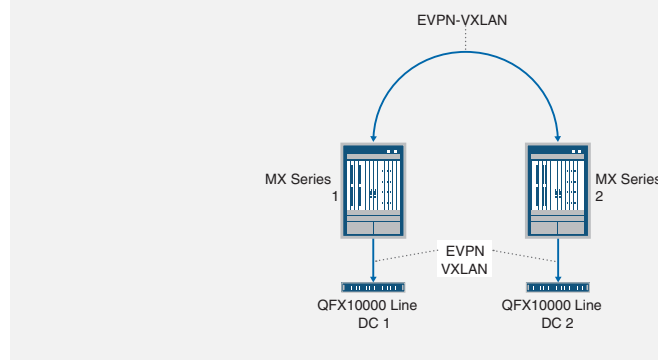 EVPN-VXLAN
MX Series
1
MX Series
2
EVPN
VXLAN
QFX10000 Line
DC 1
QFX10000 Line
DC 2